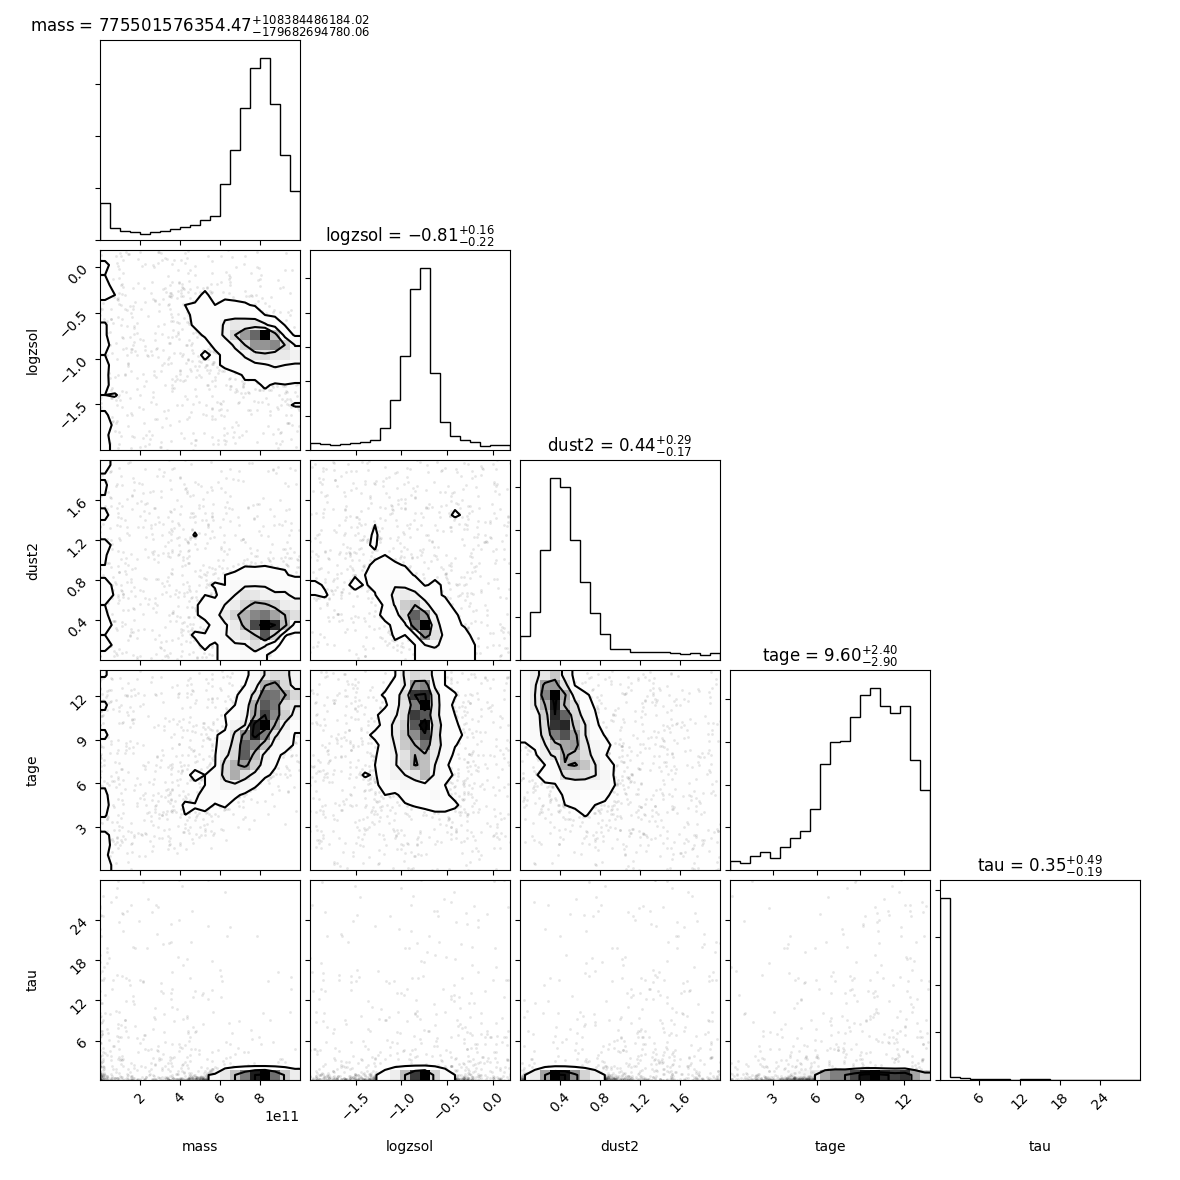 mass = 775501576354.47+108384486184.02−179682694780.06
logzsol = −0.81+0.16−0.22
0.0
−0.5
−1.0
−1.5
logzsol
dust2 = 0.44+0.29−0.17
1.6
1.2
0.8
0.4
dust2
tage = 9.60+2.40−2.90
12
9
6
3
tage
tau = 0.35+0.49−0.19
24
18
12
6
tau
2 4 6 8 −1.5 −1.0 −0.5 0.0 0.4 0.8 1.2 1.6 3 6 9 12 6 12 18 24
1e11
mass logzsol dust2 tage tau